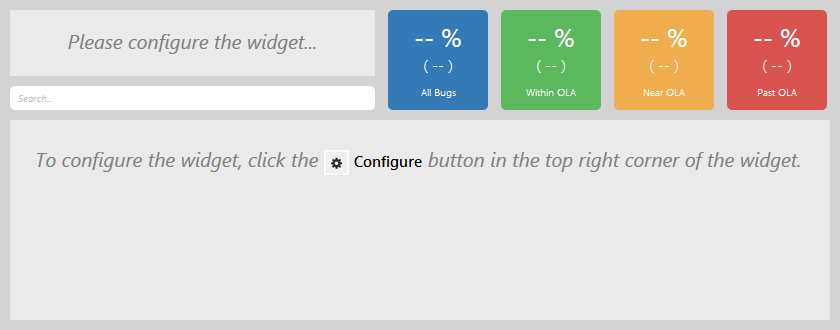 Please configure the widget...
Search...
-- %
( -- )
All Bugs
-- %
( -- )
Within OLA
-- %
( -- )
Near OLA
-- %
( -- )
Past OLA
To configure the widget, click the Configure button in the top right corner of the widget.